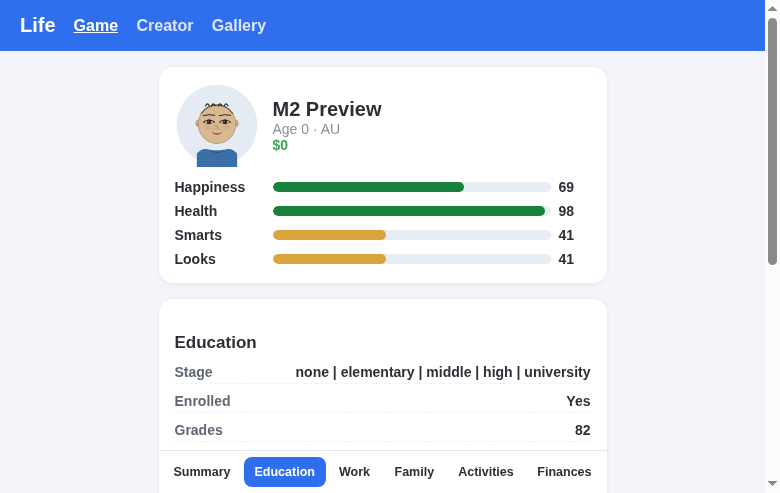 Life Game Creator Gallery
M2 Preview
Age 0 · AU
$0
Happiness 69
Health 98
Smarts 41
Looks 41
Education
Stage none | elementary | middle | high | university
Enrolled Yes
Grades 82
Summary Education Work Family Activities Finances